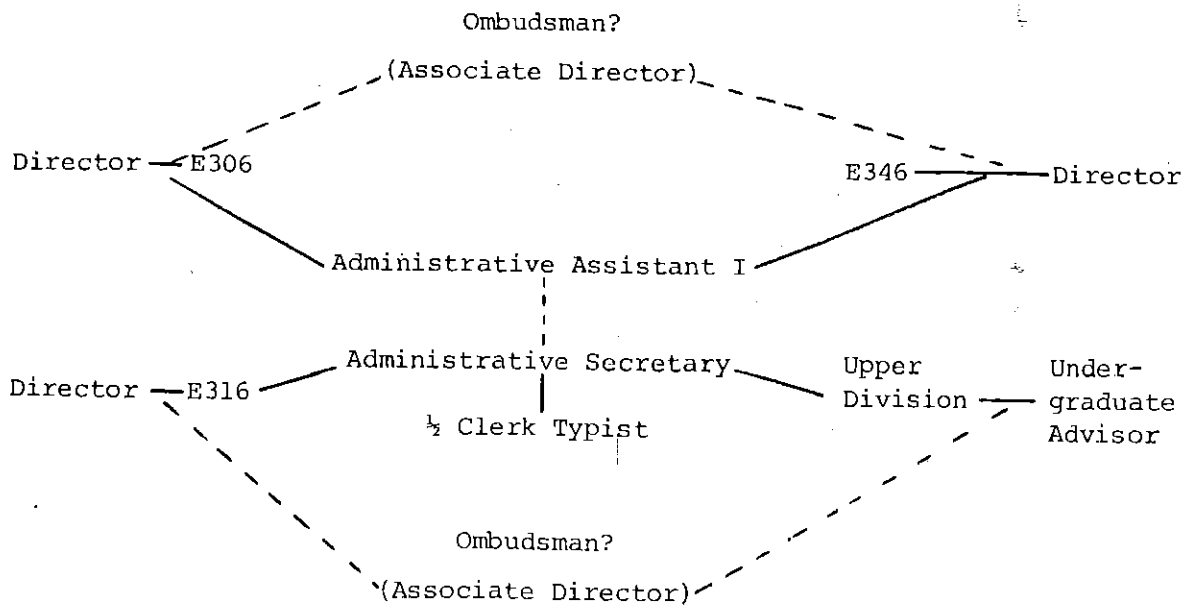 Ombudsman?
(Associate Director)
Director E306
E346 Director
Administrative Assistant I
Administrative Secretary
Director E316
Upper
Division
Under-
graduate
Advisor
½ Clerk Typist
Ombudsman?
(Associate Director)